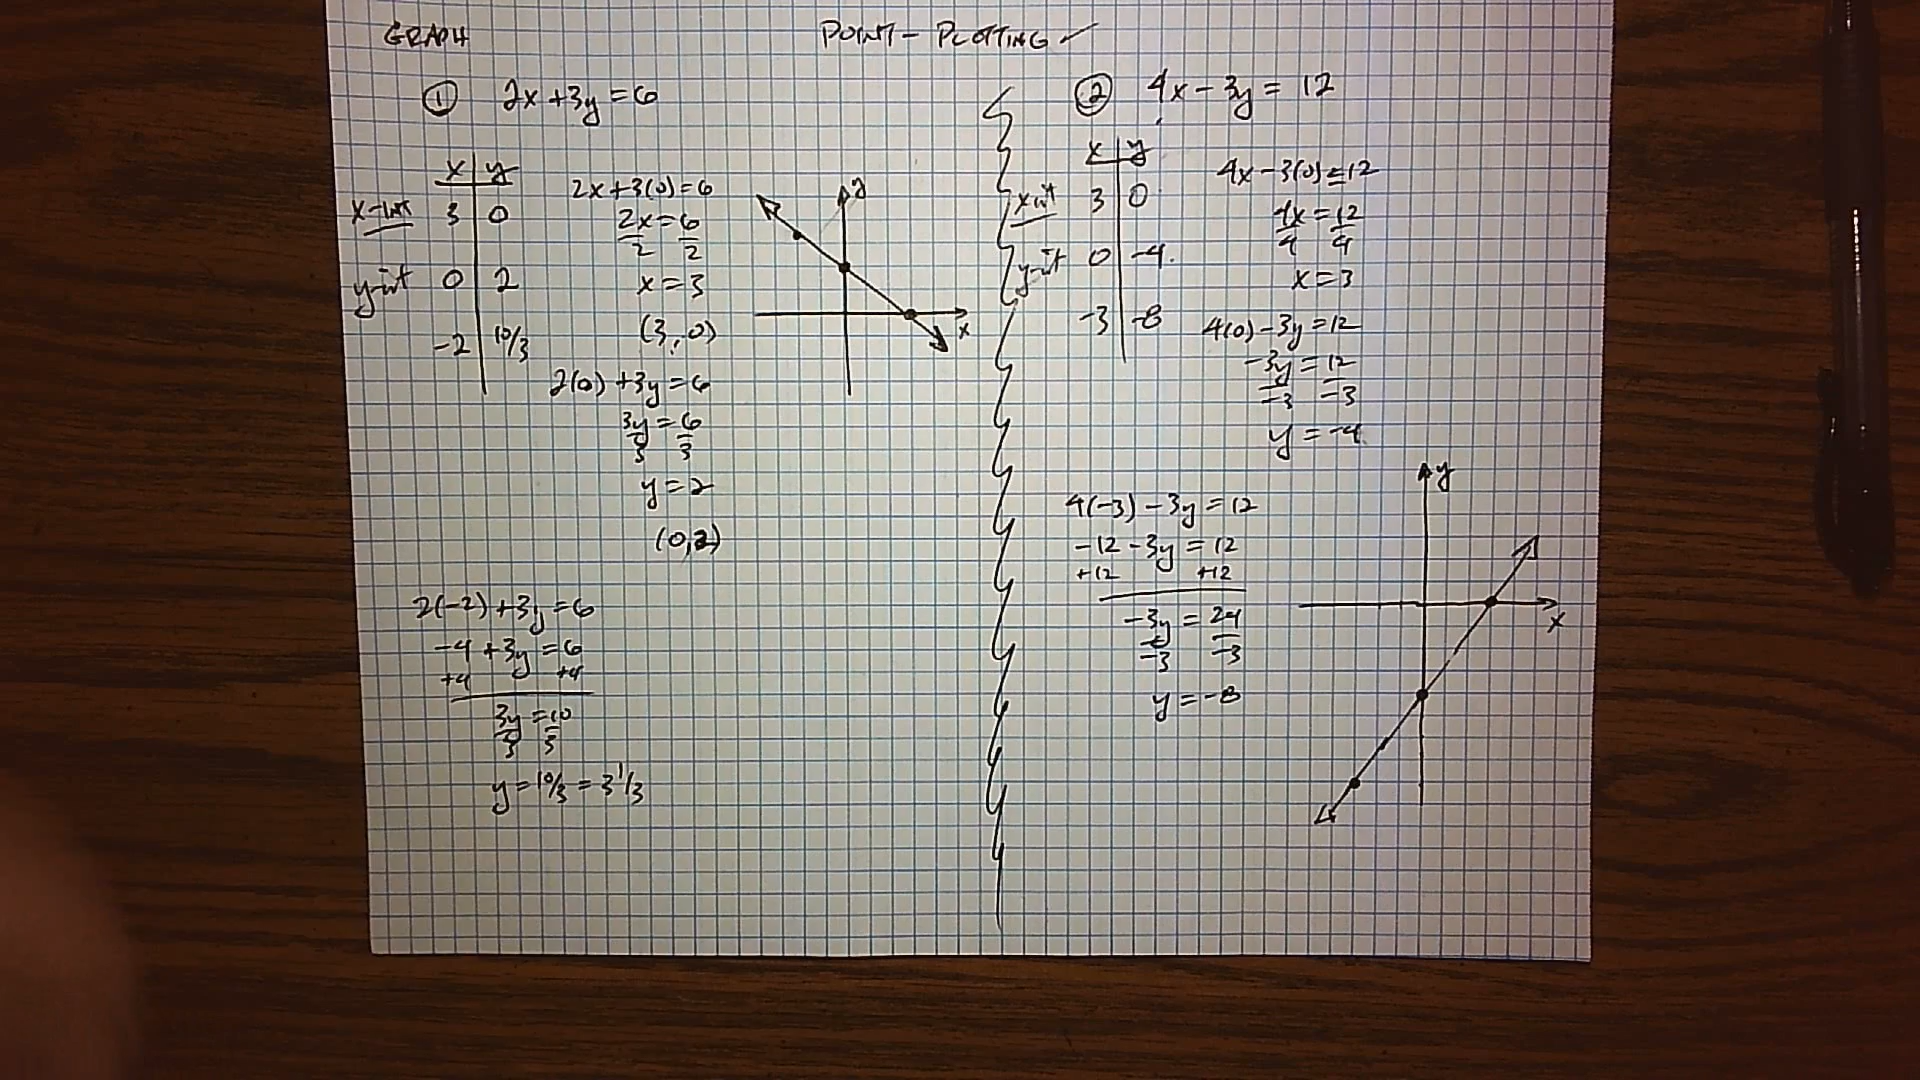 GRAPH
POINT - PLOTTING ✓
① 2x + 3y = 6
x | y
x-int 3 | 0
y-int 0 | 2
-2 | 10/3
2x + 3(0) = 6
2x = 6
2 2
x = 3
(3, 0)
2(0) + 3y = 6
3y = 6
3 3
y = 2
(0,2)
2(-2) + 3y = 6
-4 + 3y = 6
+4 +4
3y = 10
3 3
y = 10/3 = 3 1/3
y
x
② 4x - 3y = 12
x | y
x int 3 | 0
y-int 0 | -4
-3 | -8
4x - 3(0) = 12
4x = 12
4 4
x = 3
4(0) - 3y = 12
-3y = 12
-3 -3
y = -4
4(-3) - 3y = 12
-12 - 3y = 12
+12 +12
-3y = 24
-3 -3
y = -8
y
x